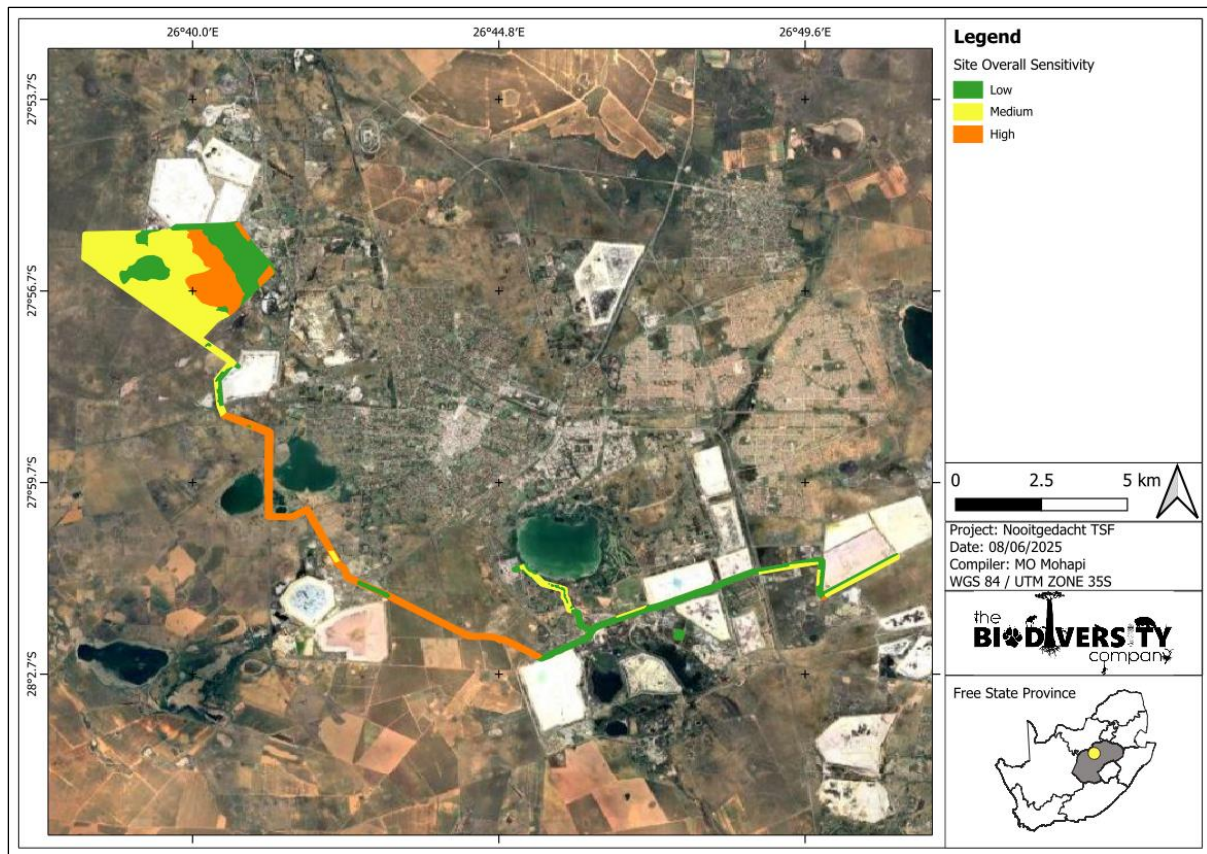 26°40.0'E 26°44.8'E 26°49.6'E
27°53.7'S
27°56.7'S
27°59.7'S
28°2.7'S
Legend
Site Overall Sensitivity
Low
Medium
High
0 2.5 5 km
Project: Nooitgedacht TSF
Date: 08/06/2025
Compiler: MO Mohapi
WGS 84 / UTM ZONE 35S
the
BIODIVERSITY
company
Free State Province